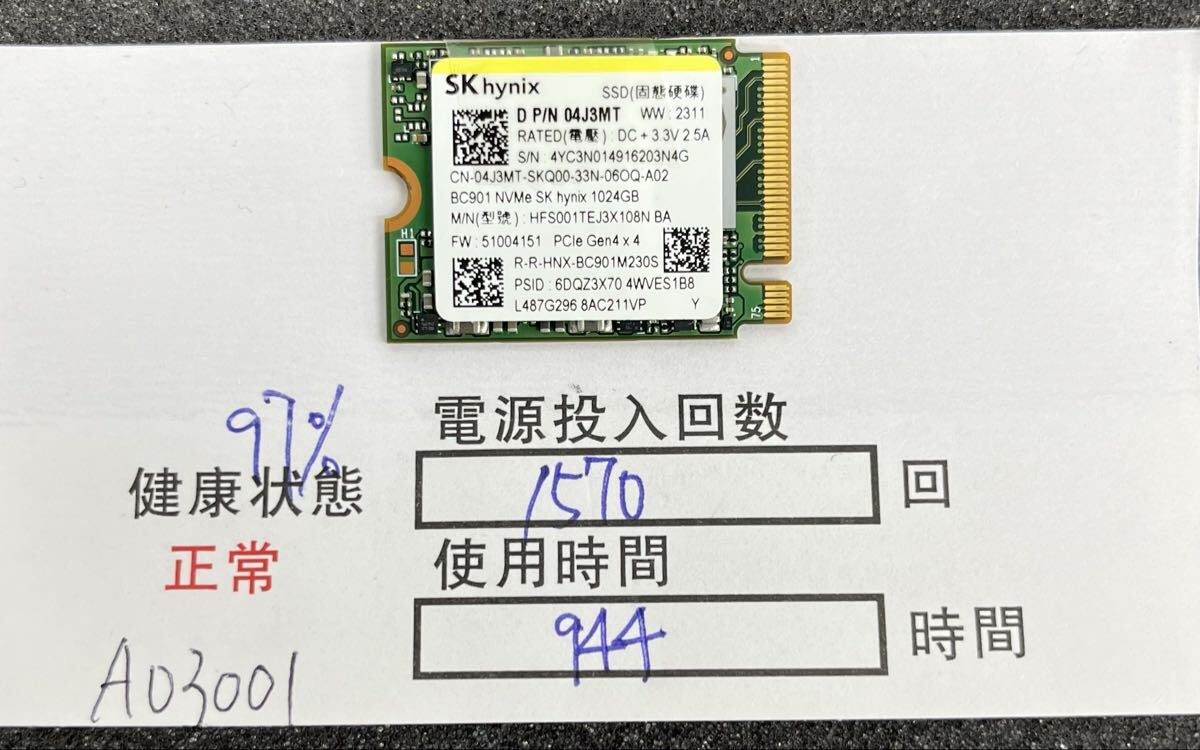 SK hynix
SSD(固態硬碟)
D P/N 04J3MT WW : 2311
RATED(電壓) : DC + 3.3V 2.5A
S/N : 4YC3N014916203N4G
CN-04J3MT-SKQ00-33N-06OQ-A02
BC901 NVMe SK hynix 1024GB
M/N(型號) : HFS001TEJ3X108N BA
FW : 51004151 PCIe Gen4 x 4
R-R-HNX-BC901M230S
PSID : 6DQZ3X70 4WVES1B8
L487G296 8AC211VP Y
H1
1
75
97%
健康状態
正常
電源投入回数
1570 回
使用時間
944 時間
A03001